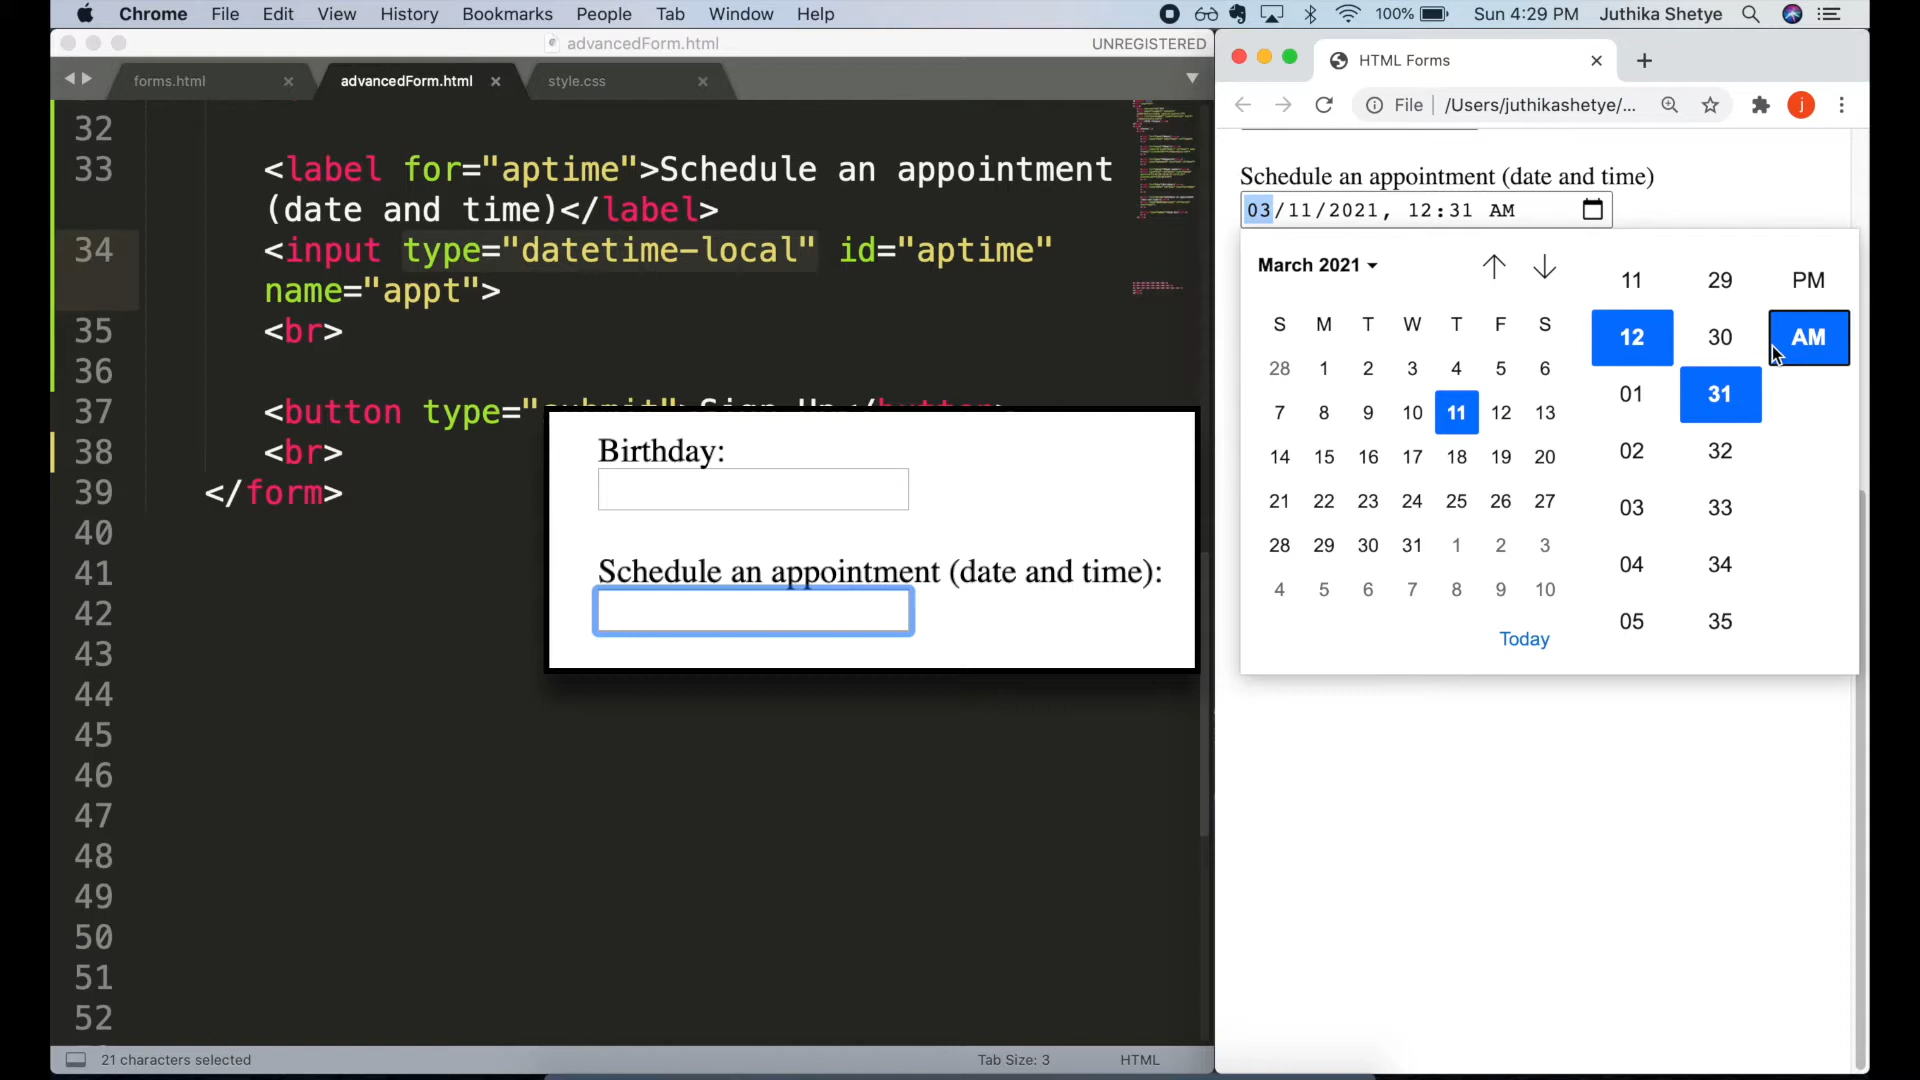 Chrome File Edit View History Bookmarks People Tab Window Help 100% Sun 4:29 PM Juthika Shetye
advancedForm.html UNREGISTERED
forms.html advancedForm.html style.css
32
33 <label for="aptime">Schedule an appointment
(date and time)</label>
34 <input type="datetime-local" id="aptime"
name="appt">
35 <br>
36
37 <button type="submit">Sign Up</button>
38 <br>
39 </form>
40
41
42
43
44
45
46
47
48
49
50
51
52
21 characters selected Tab Size: 3 HTML
Birthday:
Schedule an appointment (date and time):
HTML Forms
File /Users/juthikashetye/... j
Schedule an appointment (date and time)
03/11/2021, 12:31 AM
March 2021
S M T W T F S
28 1 2 3 4 5 6
7 8 9 10 11 12 13
14 15 16 17 18 19 20
21 22 23 24 25 26 27
28 29 30 31 1 2 3
4 5 6 7 8 9 10
Today
11 29 PM
12 30 AM
01 31
02 32
03 33
04 34
05 35